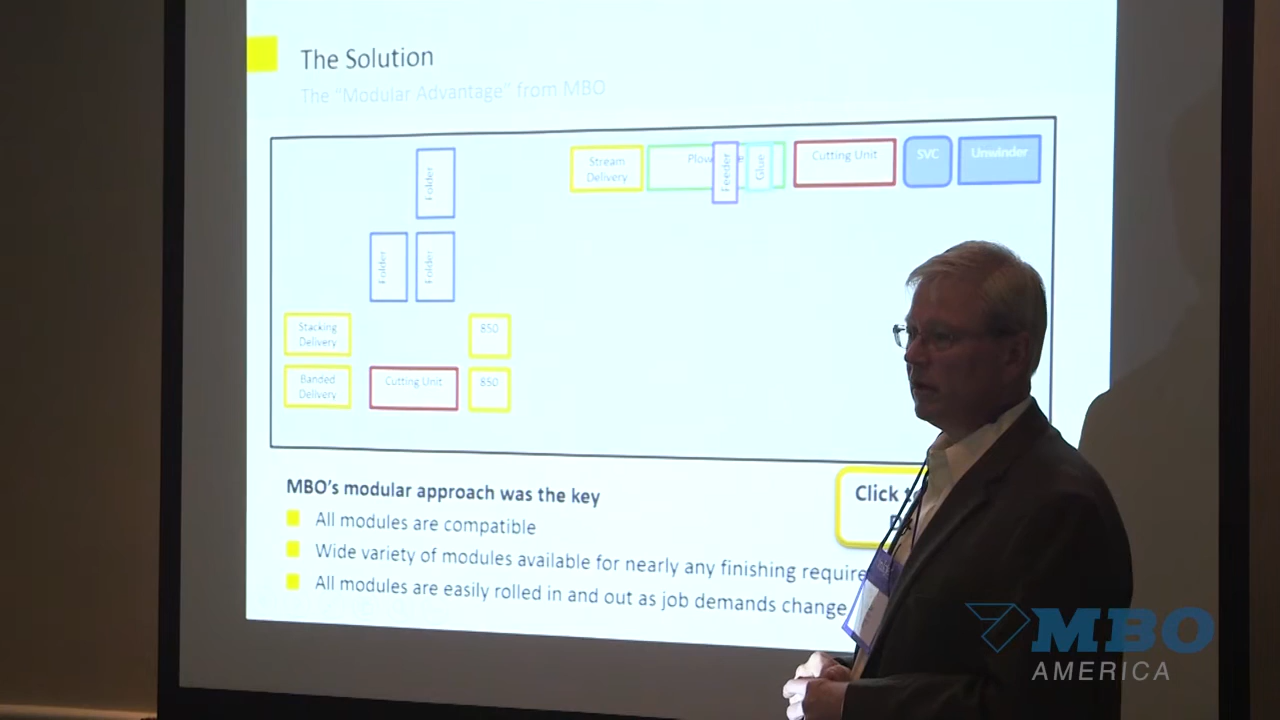 The Solution
The "Modular Advantage" from MBO
Folder
Stream
Delivery
Feeder
Glue
Cutting Unit
SVC
Unwinder
Folder
Folder
Stacking
Delivery
850
Banded
Delivery
Cutting Unit
850
MBO's modular approach was the key
Click
All modules are compatible
Wide variety of modules available for nearly any finishing
All modules are easily rolled in and out as job demands change
MBO
AMERICA